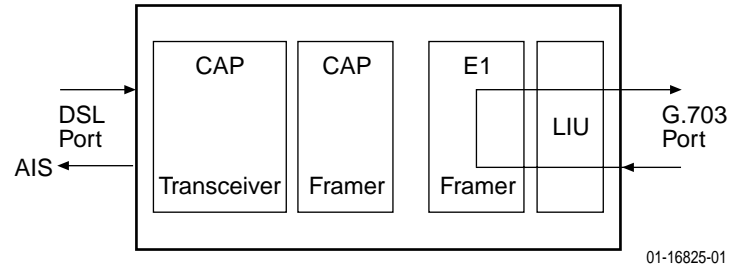 CAP
Transceiver
CAP
Framer
E1
Framer
LIU
DSL
Port
AIS
G.703
Port
01-16825-01